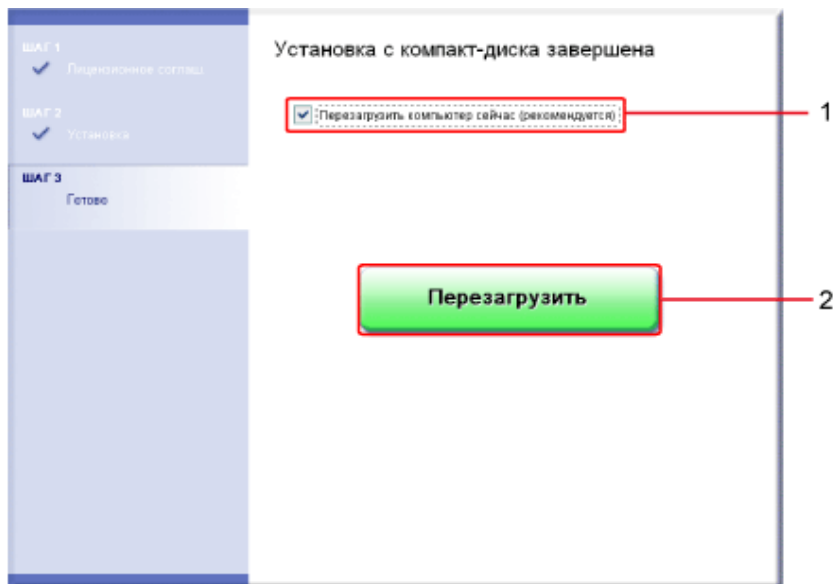 ШАГ 1
Лицензионное соглаш.
ШАГ 2
Установка
ШАГ 3
Готово
Установка с компакт-диска завершена
Перезагрузить компьютер сейчас (рекомендуется)
1
Перезагрузить
2